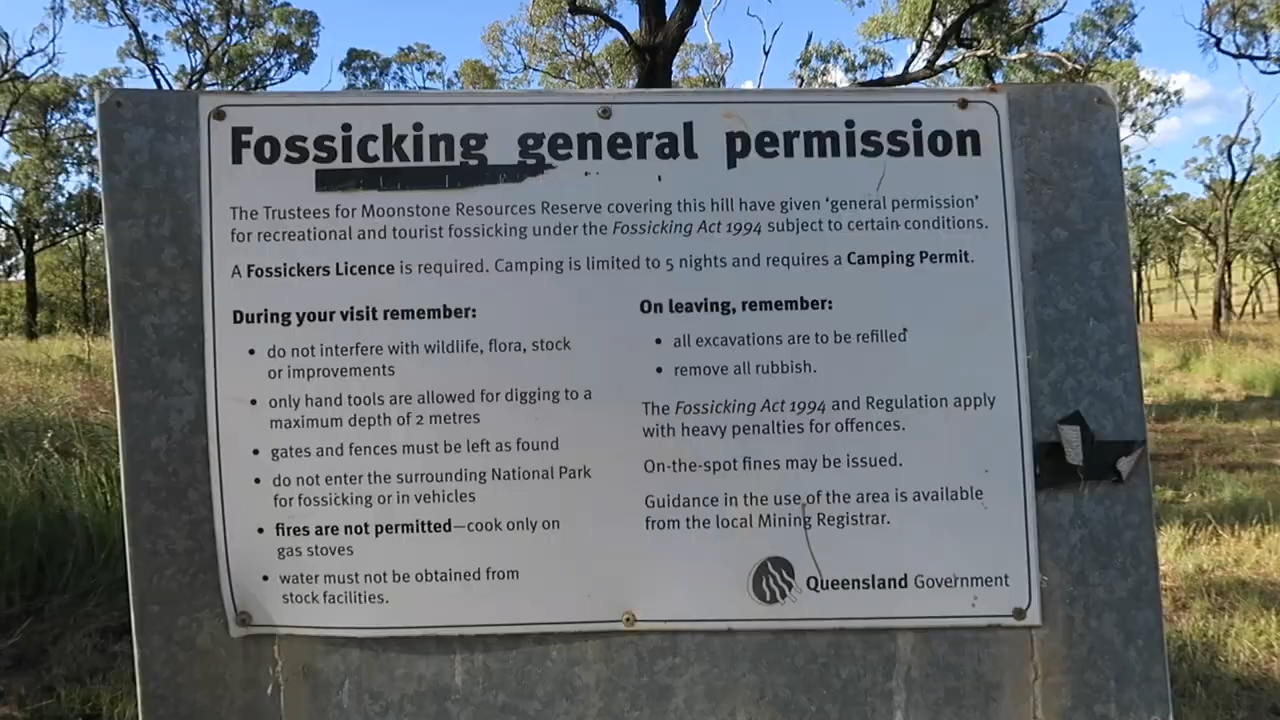 Fossicking general permission
The Trustees for Moonstone Resources Reserve covering this hill have given ‘general permission’
for recreational and tourist fossicking under the Fossicking Act 1994 subject to certain conditions.
A Fossickers Licence is required. Camping is limited to 5 nights and requires a Camping Permit.
During your visit remember:
• do not interfere with wildlife, flora, stock
or improvements
• only hand tools are allowed for digging to a
maximum depth of 2 metres
• gates and fences must be left as found
• do not enter the surrounding National Park
for fossicking or in vehicles
• fires are not permitted—cook only on
gas stoves
• water must not be obtained from
stock facilities.
On leaving, remember:
• all excavations are to be refilled
• remove all rubbish.
The Fossicking Act 1994 and Regulation apply
with heavy penalties for offences.
On-the-spot fines may be issued.
Guidance in the use of the area is available
from the local Mining Registrar.
Queensland Government